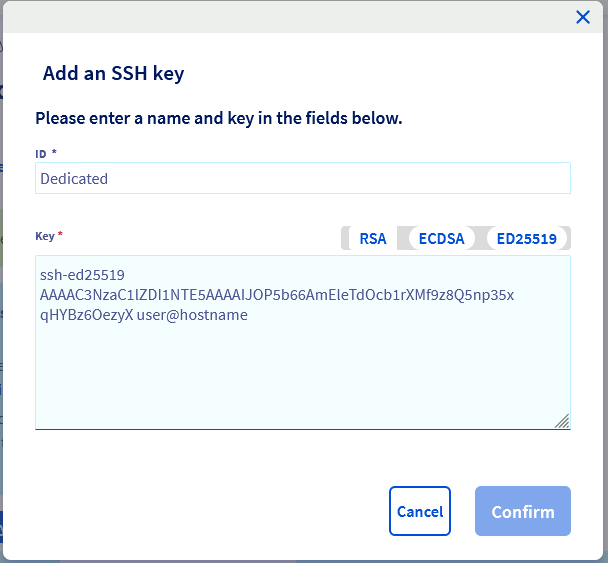 Add an SSH key
Please enter a name and key in the fields below.
ID *
Dedicated
Key *
RSA ECDSA ED25519
ssh-ed25519
AAAAC3NzaC1lZDI1NTE5AAAAIJOP5b66AmEleTdOcb1rXMf9z8Q5np35x
qHYBz6OezyX user@hostname
Cancel
Confirm